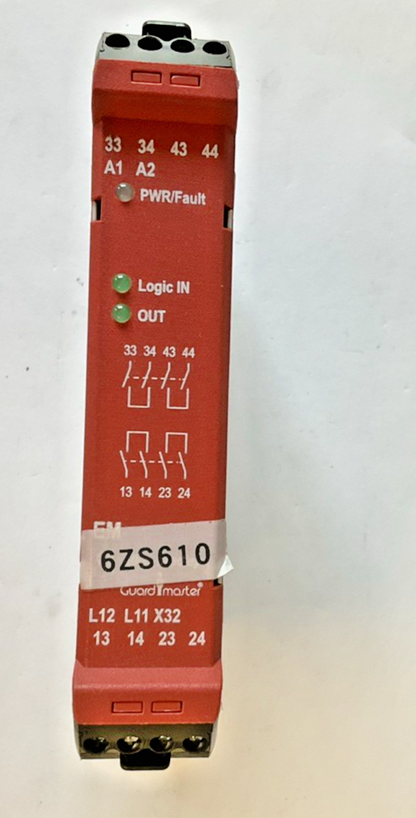 33 34 43 44
A1 A2
PWR/Fault
Logic IN
OUT
33 34 43 44
13 14 23 24
EM
6ZS610
Guardmaster®
L12 L11 X32
13 14 23 24